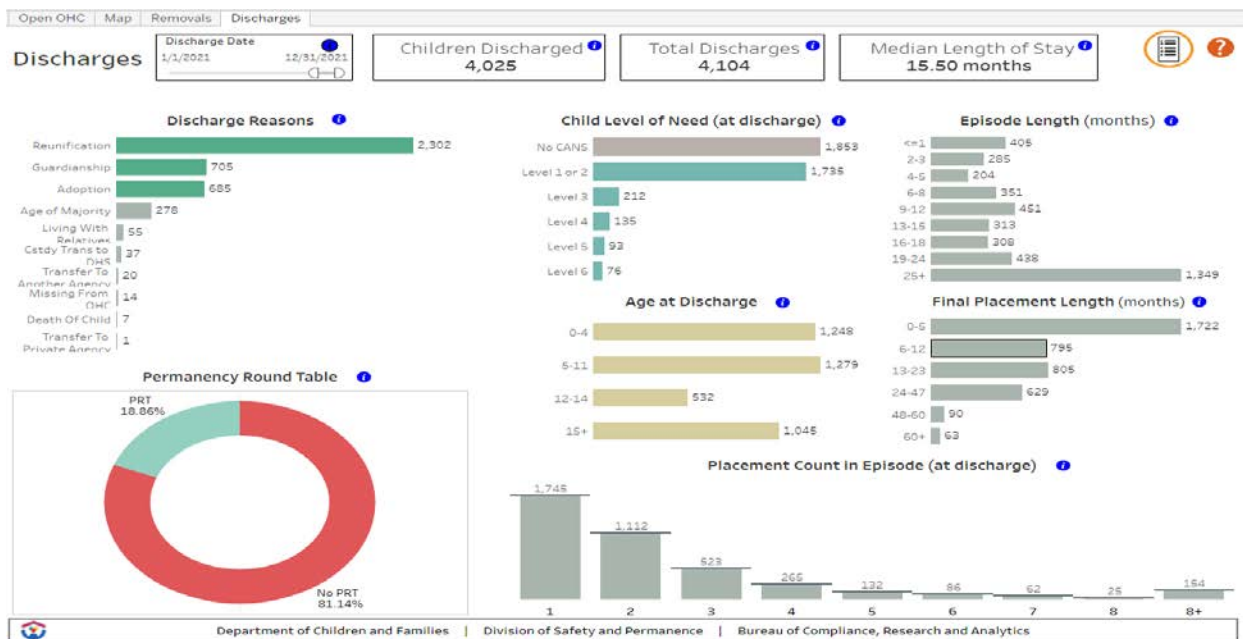 Open OHC Map Removals Discharges
Discharges
Discharge Date
1/1/2021 12/31/2021
Children Discharged
4,025
Total Discharges
4,104
Median Length of Stay
15.50 months
Discharge Reasons
Reunification 2,302
Guardianship 705
Adoption 685
Age of Majority 278
Living With
Relatives 55
Cstdy Trans to
DHS 37
Transfer To
Another Agency 20
Missing From
OHC 14
Death Of Child 7
Transfer To
Private Agency 1
Child Level of Need (at discharge)
No CANS 1,853
Level 1 or 2 1,735
Level 3 212
Level 4 135
Level 5 93
Level 6 76
Episode Length (months)
<=1 405
2-3 285
4-5 204
6-8 351
9-12 451
13-15 313
16-18 308
19-24 438
25+ 1,349
Age at Discharge
0-4 1,248
5-11 1,279
12-14 532
15+ 1,045
Final Placement Length (months)
0-5 1,722
6-12 795
13-23 805
24-47 629
48-60 90
60+ 63
Permanency Round Table
PRT
18.86%
No PRT
81.14%
Placement Count in Episode (at discharge)
1,745 1,112 523 265 132 86 62 25 154
1 2 3 4 5 6 7 8 8+
Department of Children and Families | Division of Safety and Permanence | Bureau of Compliance, Research and Analytics